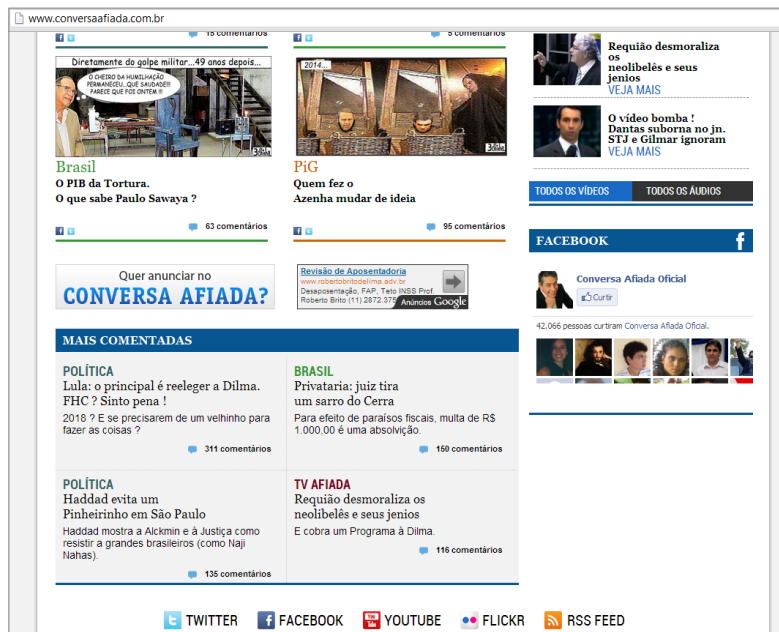 www.conversaafiada.com.br
15 comentários
5 comentários
Diretamente do golpe militar...49 anos depois...
O CHEIRO DA HUMILHAÇÃO
PERMANECEU...QUE SAUDADE!!!
PARECE QUE FOI ONTEM !!!
Brasil
O PIB da Tortura.
O que sabe Paulo Sawaya ?
63 comentários
2014...
PiG
Quem fez o
Azenha mudar de ideia
95 comentários
Requião desmoraliza
os
neolibelês e seus
jenios
VEJA MAIS
O vídeo bomba !
Dantas suborna no jn.
STJ e Gilmar ignoram
VEJA MAIS
TODOS OS VÍDEOS
TODOS OS ÁUDIOS
Quer anunciar no
CONVERSA AFIADA?
Revisão de Aposentadoria
www.robertobritodelima.adv.br
Desaposentação, FAP, Teto INSS Prof.
Roberto Brito (11) 2872.375
Anúncios Google
FACEBOOK
Conversa Afiada Oficial
Curtir
42.066 pessoas curtiram Conversa Afiada Oficial.
MAIS COMENTADAS
POLÍTICA
Lula: o principal é reeleger a Dilma.
FHC ? Sinto pena !
2018 ? E se precisarem de um velhinho para
fazer as coisas ?
311 comentários
BRASIL
Privataria: juiz tira
um sarro do Cerra
Para efeito de paraísos fiscais, multa de R$
1.000,00 é uma absolvição.
150 comentários
POLÍTICA
Haddad evita um
Pinheirinho em São Paulo
Haddad mostra a Alckmin e à Justiça como
resistir a grandes brasileiros (como Naji
Nahas).
135 comentários
TV AFIADA
Requião desmoraliza os
neolibelês e seus jenios
E cobra um Programa à Dilma.
116 comentários
TWITTER
FACEBOOK
YOUTUBE
FLICKR
RSS FEED